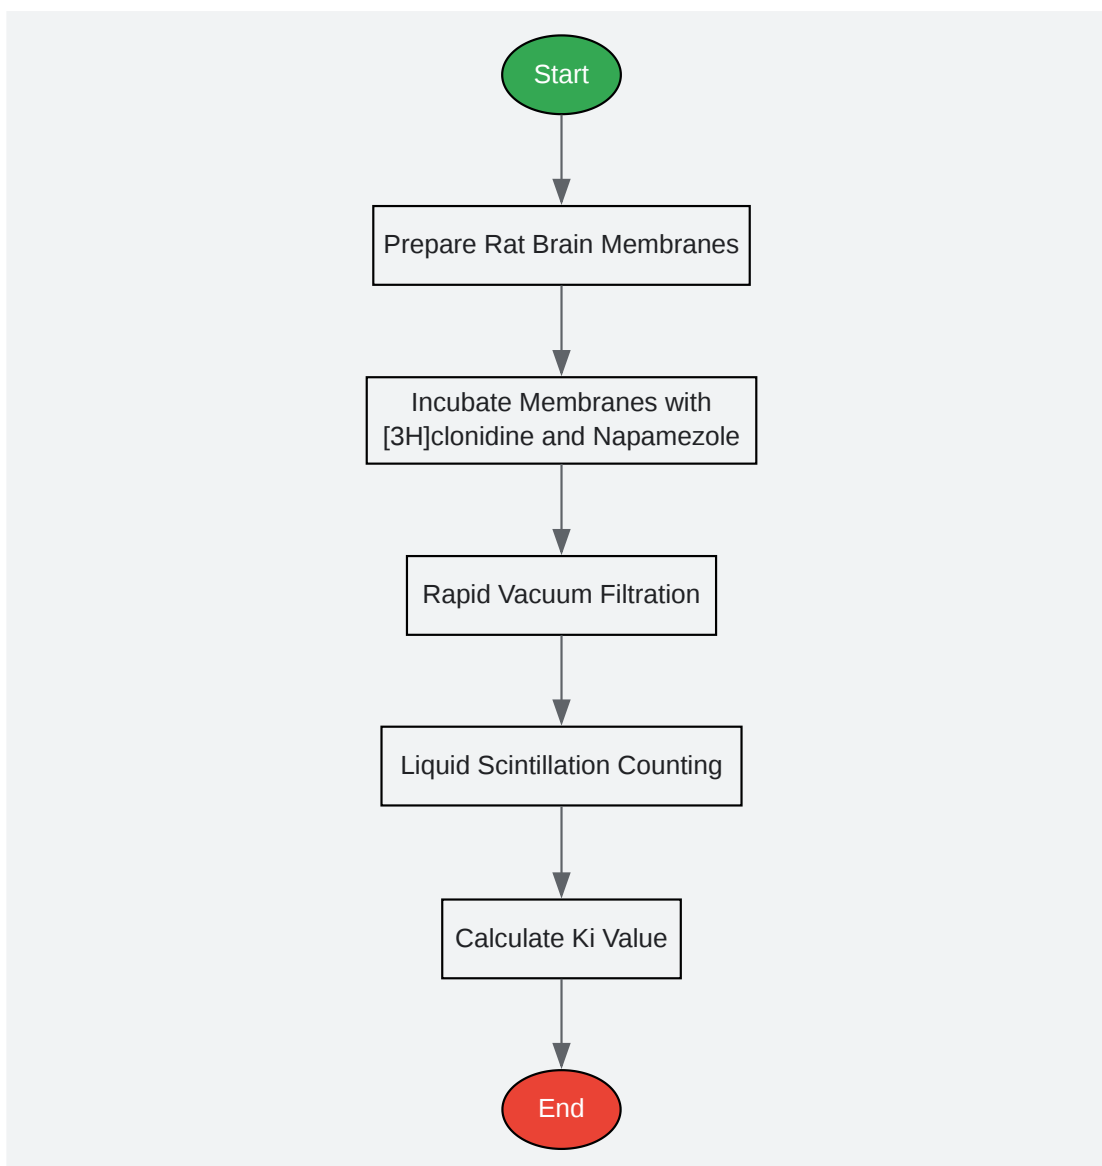 Start
Prepare Rat Brain Membranes
Incubate Membranes with
[3H]clonidine and Napamezole
Rapid Vacuum Filtration
Liquid Scintillation Counting
Calculate Ki Value
End